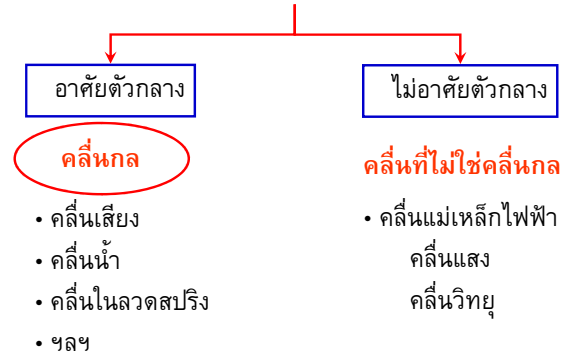 อาศัยตัวกลาง
ไม่อาศัยตัวกลาง
คลื่นกล
คลื่นที่ไม่ใช่คลื่นกล
• คลื่นเสียง
• คลื่นน้ำ
• คลื่นในลวดสปริง
• ฯลฯ
• คลื่นแม่เหล็กไฟฟ้า
คลื่นแสง
คลื่นวิทยุ